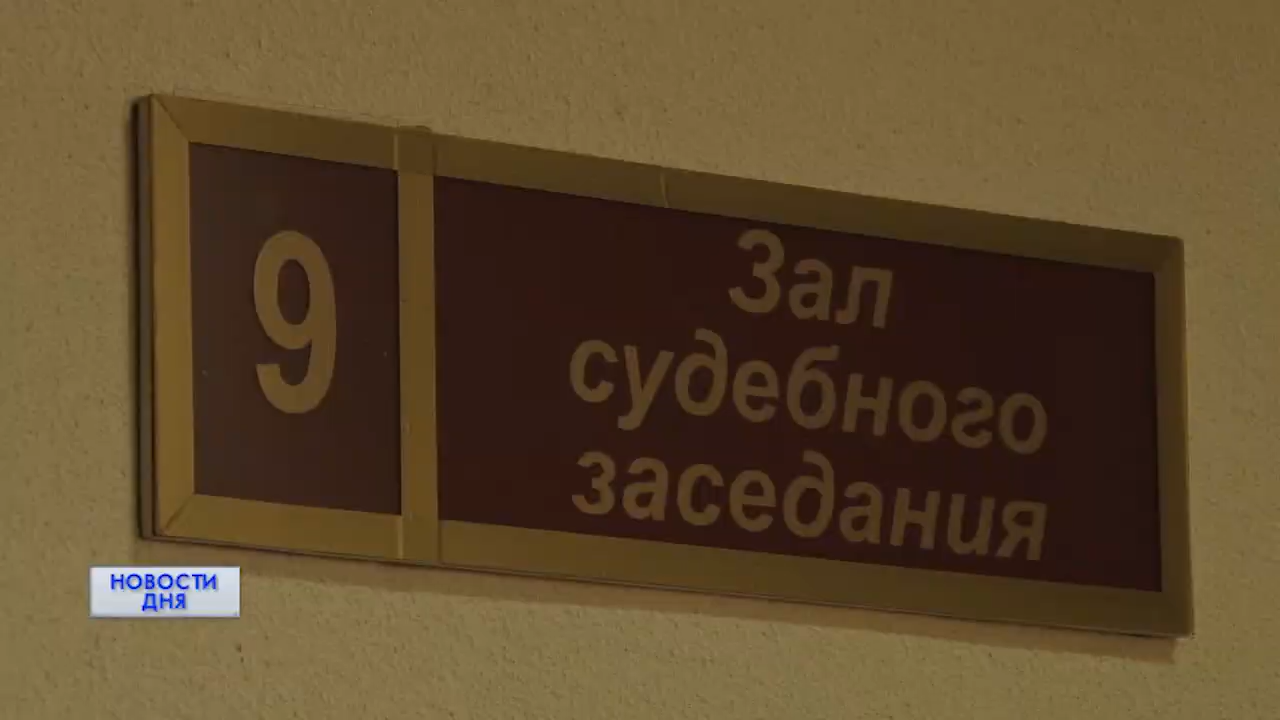 9
Зал
судебного
заседания
НОВОСТИ
ДНЯ